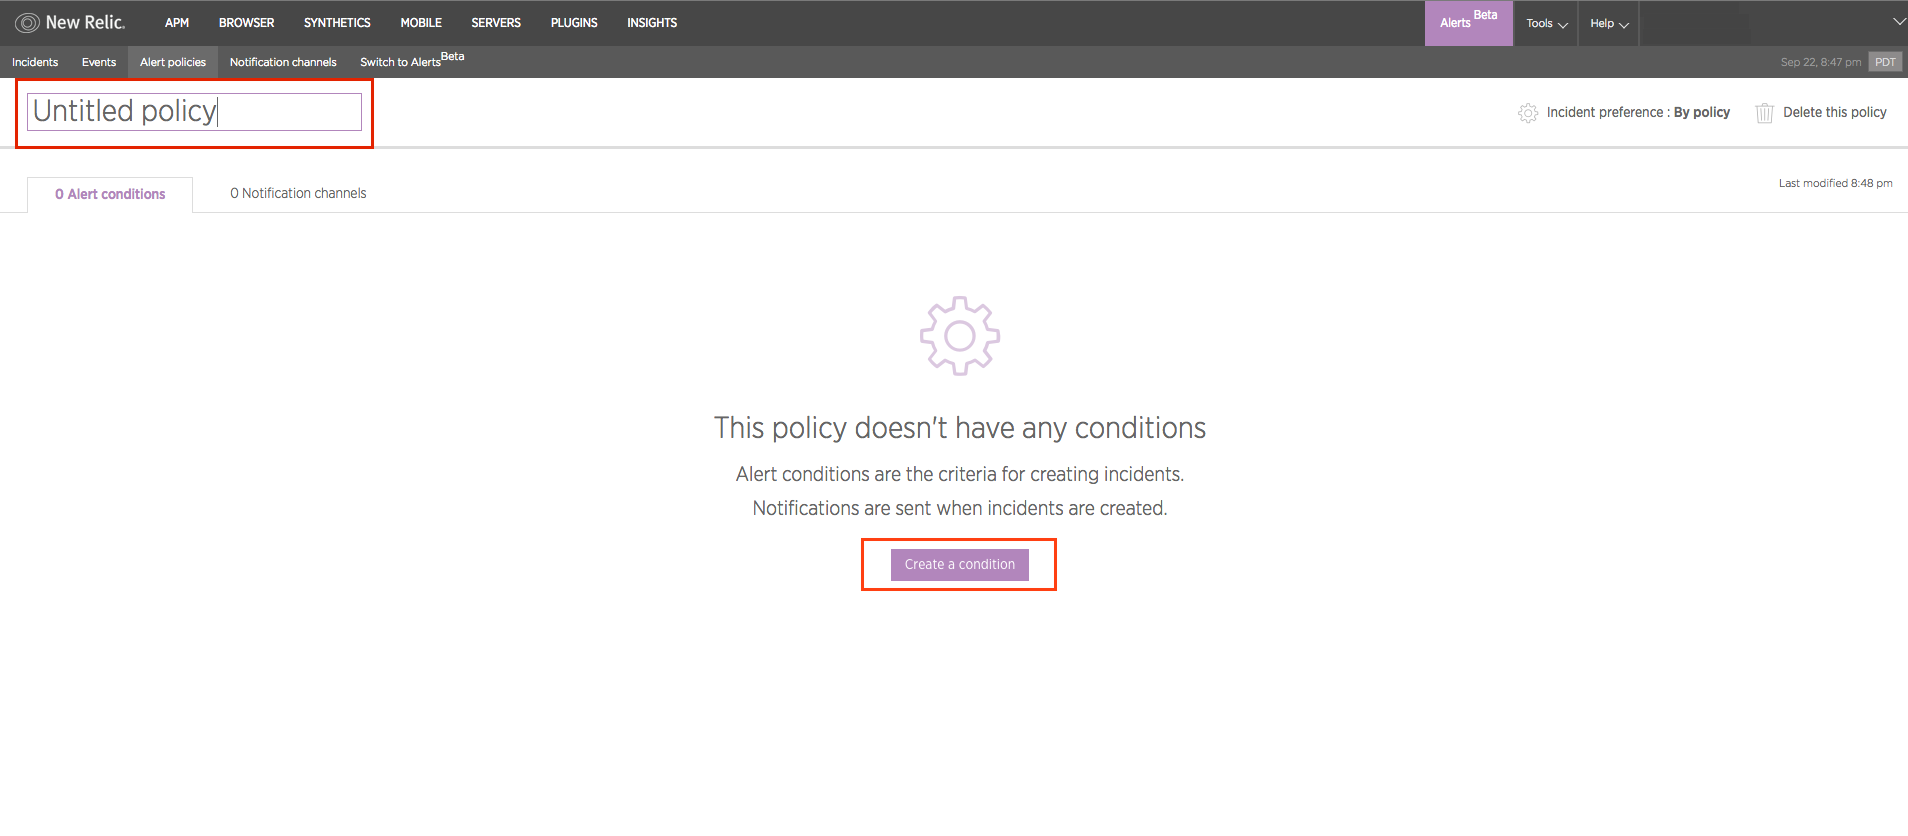 New Relic. APM BROWSER SYNTHETICS MOBILE SERVERS PLUGINS INSIGHTS Alerts Beta Tools Help
Incidents Events Alert policies Notification channels Switch to Alerts Beta Sep 22, 8:47 pm PDT
Untitled policy Incident preference : By policy Delete this policy
0 Alert conditions 0 Notification channels Last modified 8:48 pm
This policy doesn't have any conditions
Alert conditions are the criteria for creating incidents.
Notifications are sent when incidents are created.
Create a condition